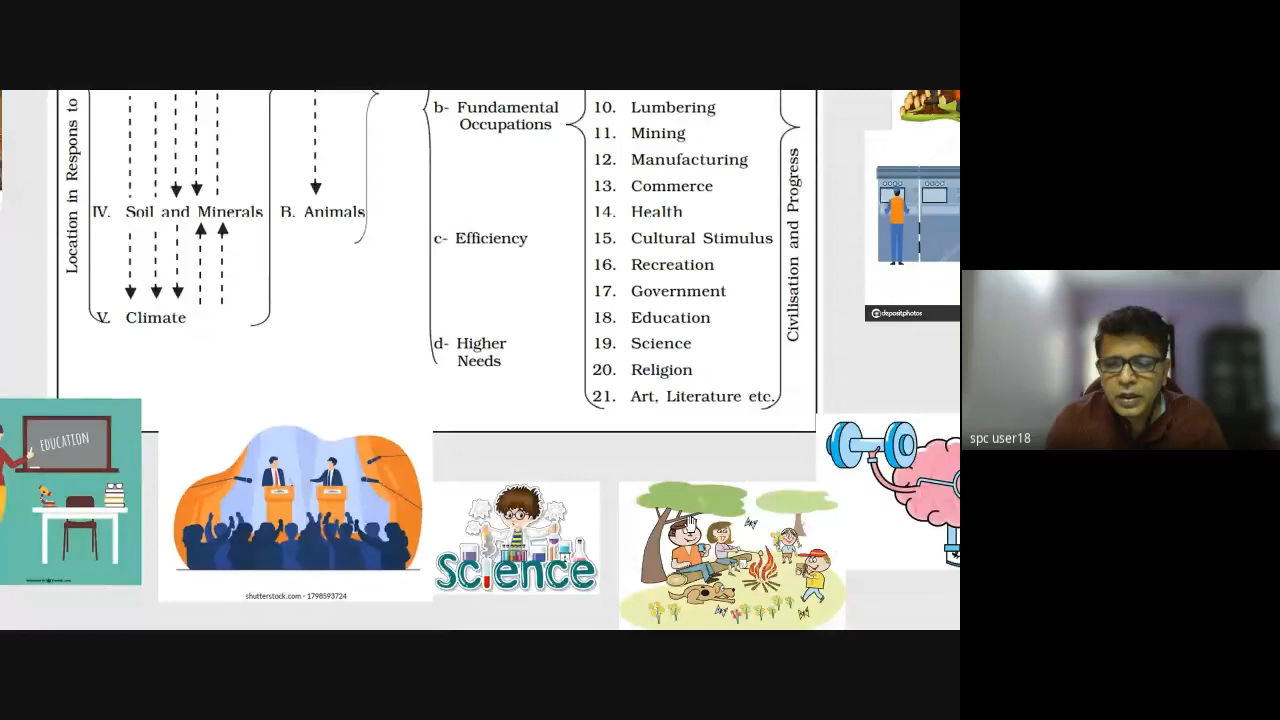 Location in Respons to
b- Fundamental
Occupations
10. Lumbering
11. Mining
12. Manufacturing
13. Commerce
IV. Soil and Minerals
B. Animals
14. Health
c- Efficiency
15. Cultural Stimulus
16. Recreation
17. Government
V. Climate
18. Education
d- Higher
Needs
19. Science
20. Religion
21. Art, Literature etc.
Civilisation and Progress
depositphotos
spc user18
EDUCATION
Science
shutterstock.com · 1798593724